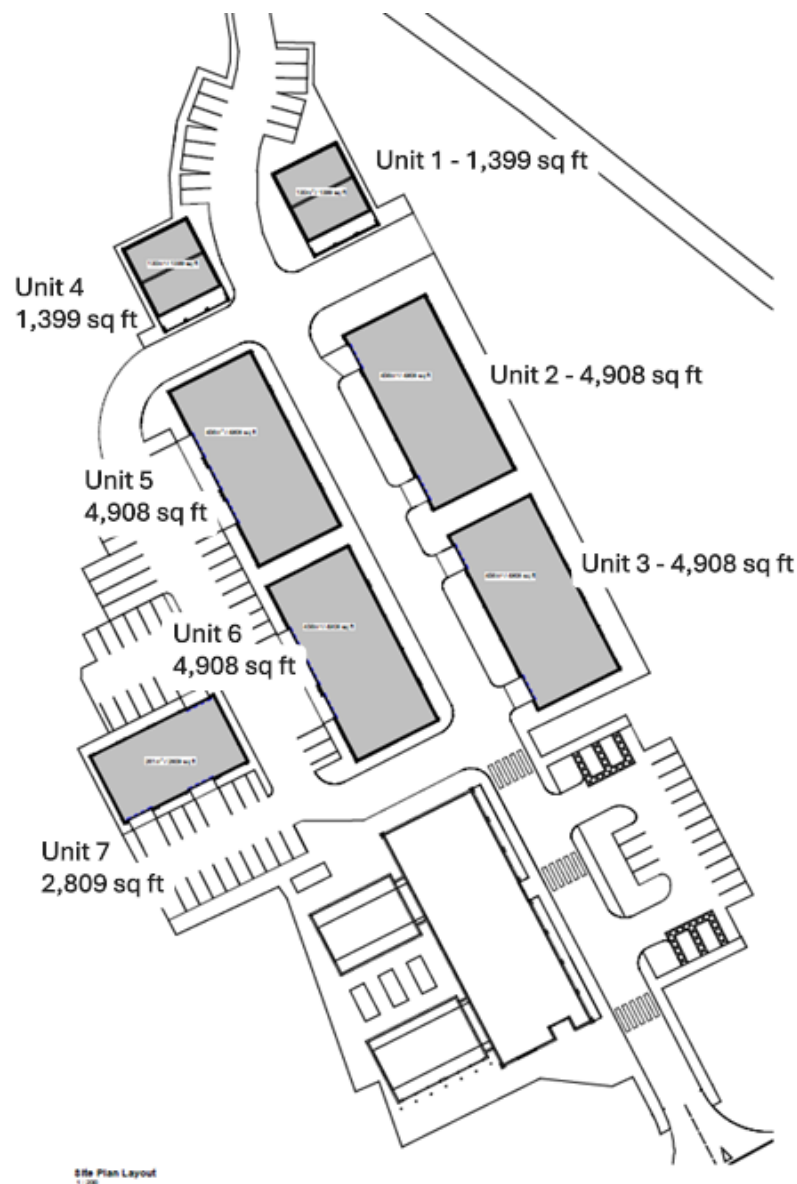 Unit 1 - 1,399 sq ft
Unit 4
1,399 sq ft
Unit 2 - 4,908 sq ft
Unit 5
4,908 sq ft
Unit 3 - 4,908 sq ft
Unit 6
4,908 sq ft
Unit 7
2,809 sq ft
Site Plan Layout